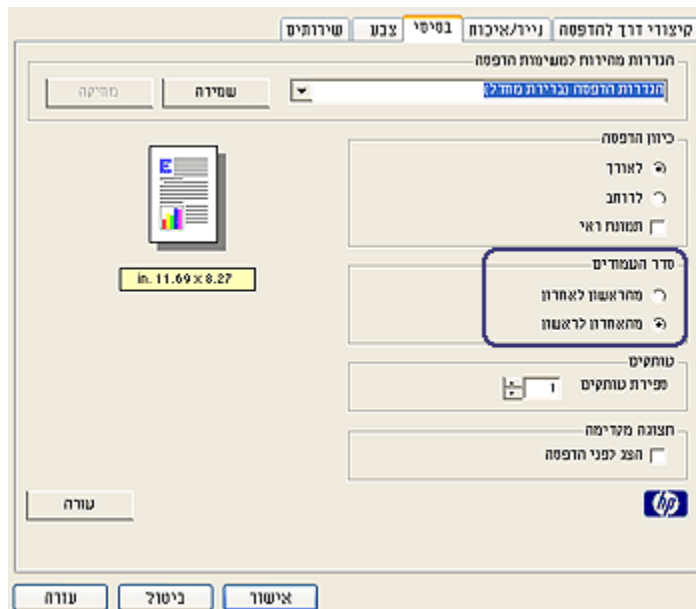 קיצורי דרך להדפסה נייר/איכות בסיסי צבע שירותים
הגדרות מהירות למשימות הדפסה
הגדרות הדפסה (ברירת מחדל) שמירה מחיקה
כיוון הדפסה
לאורך
לרוחב
תמונת ראי
in. 11.69 x 8.27
סדר העמודים
מהראשון לאחרון
מהאחרון לראשון
עותקים
ספירת עותקים 1
תצוגה מקדימה
הצג לפני הדפסה
hp
עזרה
אישור ביטול עזרה